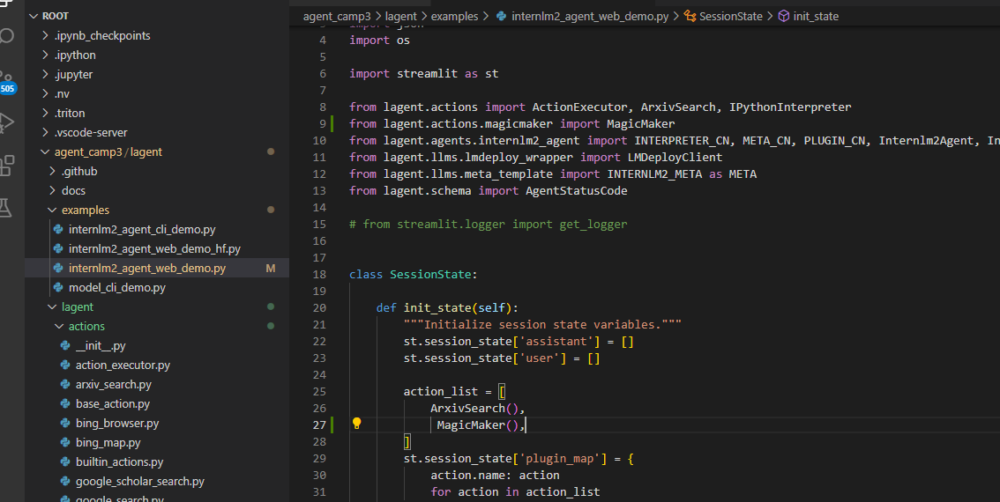 ROOT
.ipynb_checkpoints
.ipython
.jupyter
505
.nv
.triton
.vscode-server
agent_camp3 / lagent
.github
docs
examples
internlm2_agent_cli_demo.py
internlm2_agent_web_demo_hf.py
internlm2_agent_web_demo.py M
model_cli_demo.py
lagent
actions
__init__.py
action_executor.py
arxiv_search.py
base_action.py
bing_browser.py
bing_map.py
builtin_actions.py
google_scholar_search.py
google_search.py
agent_camp3 > lagent > examples > internlm2_agent_web_demo.py > SessionState > init_state
3 import json
4 import os
5
6 import streamlit as st
7
8 from lagent.actions import ActionExecutor, ArxivSearch, IPythonInterpreter
9 from lagent.actions.magicmaker import MagicMaker
10 from lagent.agents.internlm2_agent import INTERPRETER_CN, META_CN, PLUGIN_CN, Internlm2Agent, In
11 from lagent.llms.lmdeploy_wrapper import LMDeployClient
12 from lagent.llms.meta_template import INTERNLM2_META as META
13 from lagent.schema import AgentStatusCode
14
15 # from streamlit.logger import get_logger
16
17
18 class SessionState:
19
20 def init_state(self):
21 """Initialize session state variables."""
22 st.session_state['assistant'] = []
23 st.session_state['user'] = []
24
25 action_list = [
26 ArxivSearch(),
27 MagicMaker(),
28 ]
29 st.session_state['plugin_map'] = {
30 action.name: action
31 for action in action_list